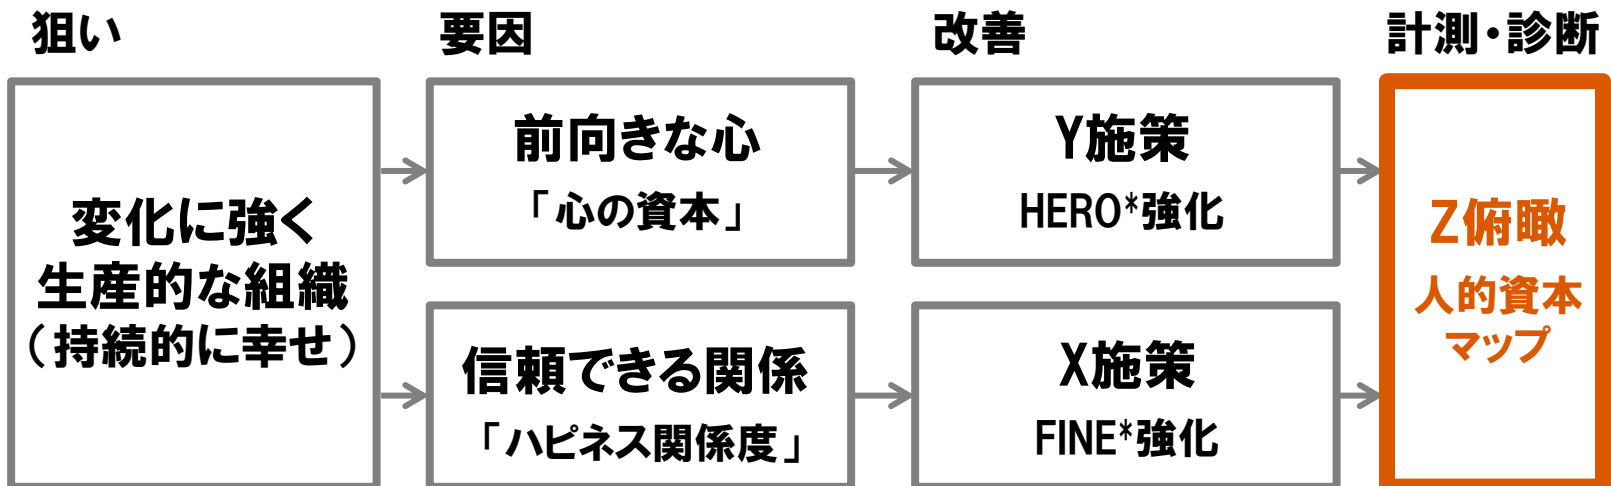 狙い
要因
改善
計測・診断
変化に強く
生産的な組織
（持続的に幸せ）
前向きな心
「心の資本」
信頼できる関係
「ハピネス関係度」
Y施策
HERO*強化
X施策
FINE*強化
Z俯瞰
人的資本
マップ